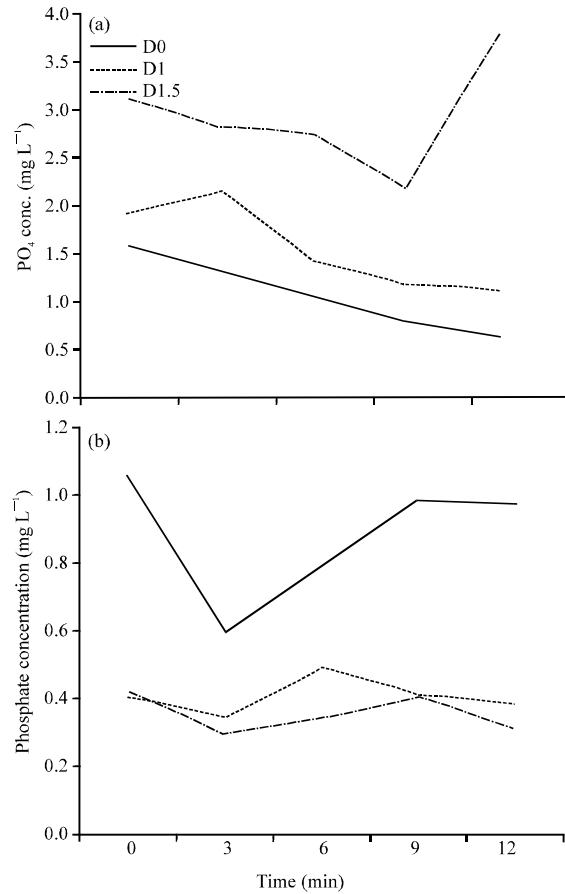 (a)
D0
D1
D1.5
4.0
3.5
3.0
2.5
2.0
1.5
1.0
0.5
0.0
PO₄ conc. (mg L⁻¹)
(b)
1.2
1.0
0.8
0.6
0.4
0.2
0.0
Phosphate concentration (mg L⁻¹)
0 3 6 9 12
Time (min)